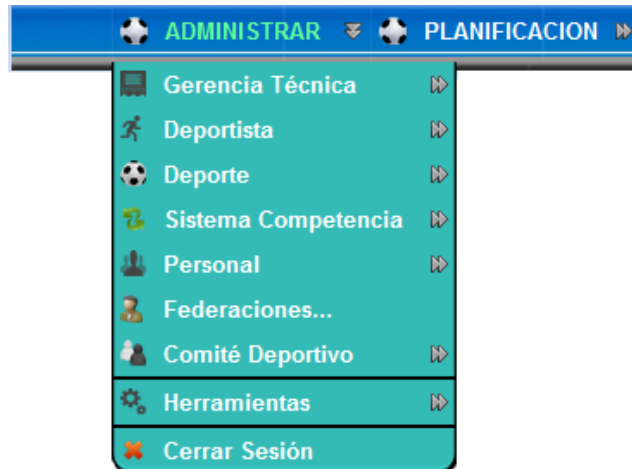 ADMINISTRAR PLANIFICACION
Gerencia Técnica
Deportista
Deporte
Sistema Competencia
Personal
Federaciones...
Comité Deportivo
Herramientas
Cerrar Sesión